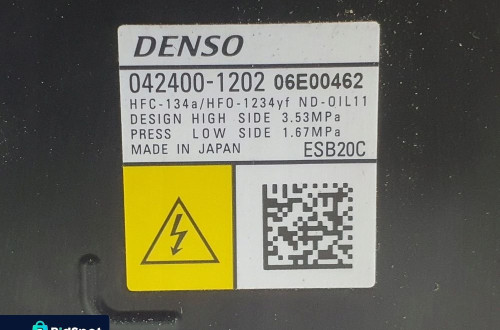 DENSO
042400-1202 06E00462
HFC-134a/HFO-1234yf ND-OIL11
DESIGN HIGH SIDE 3.53MPa
PRESS LOW SIDE 1.67MPa
MADE IN JAPAN ESB20C
BidSpot